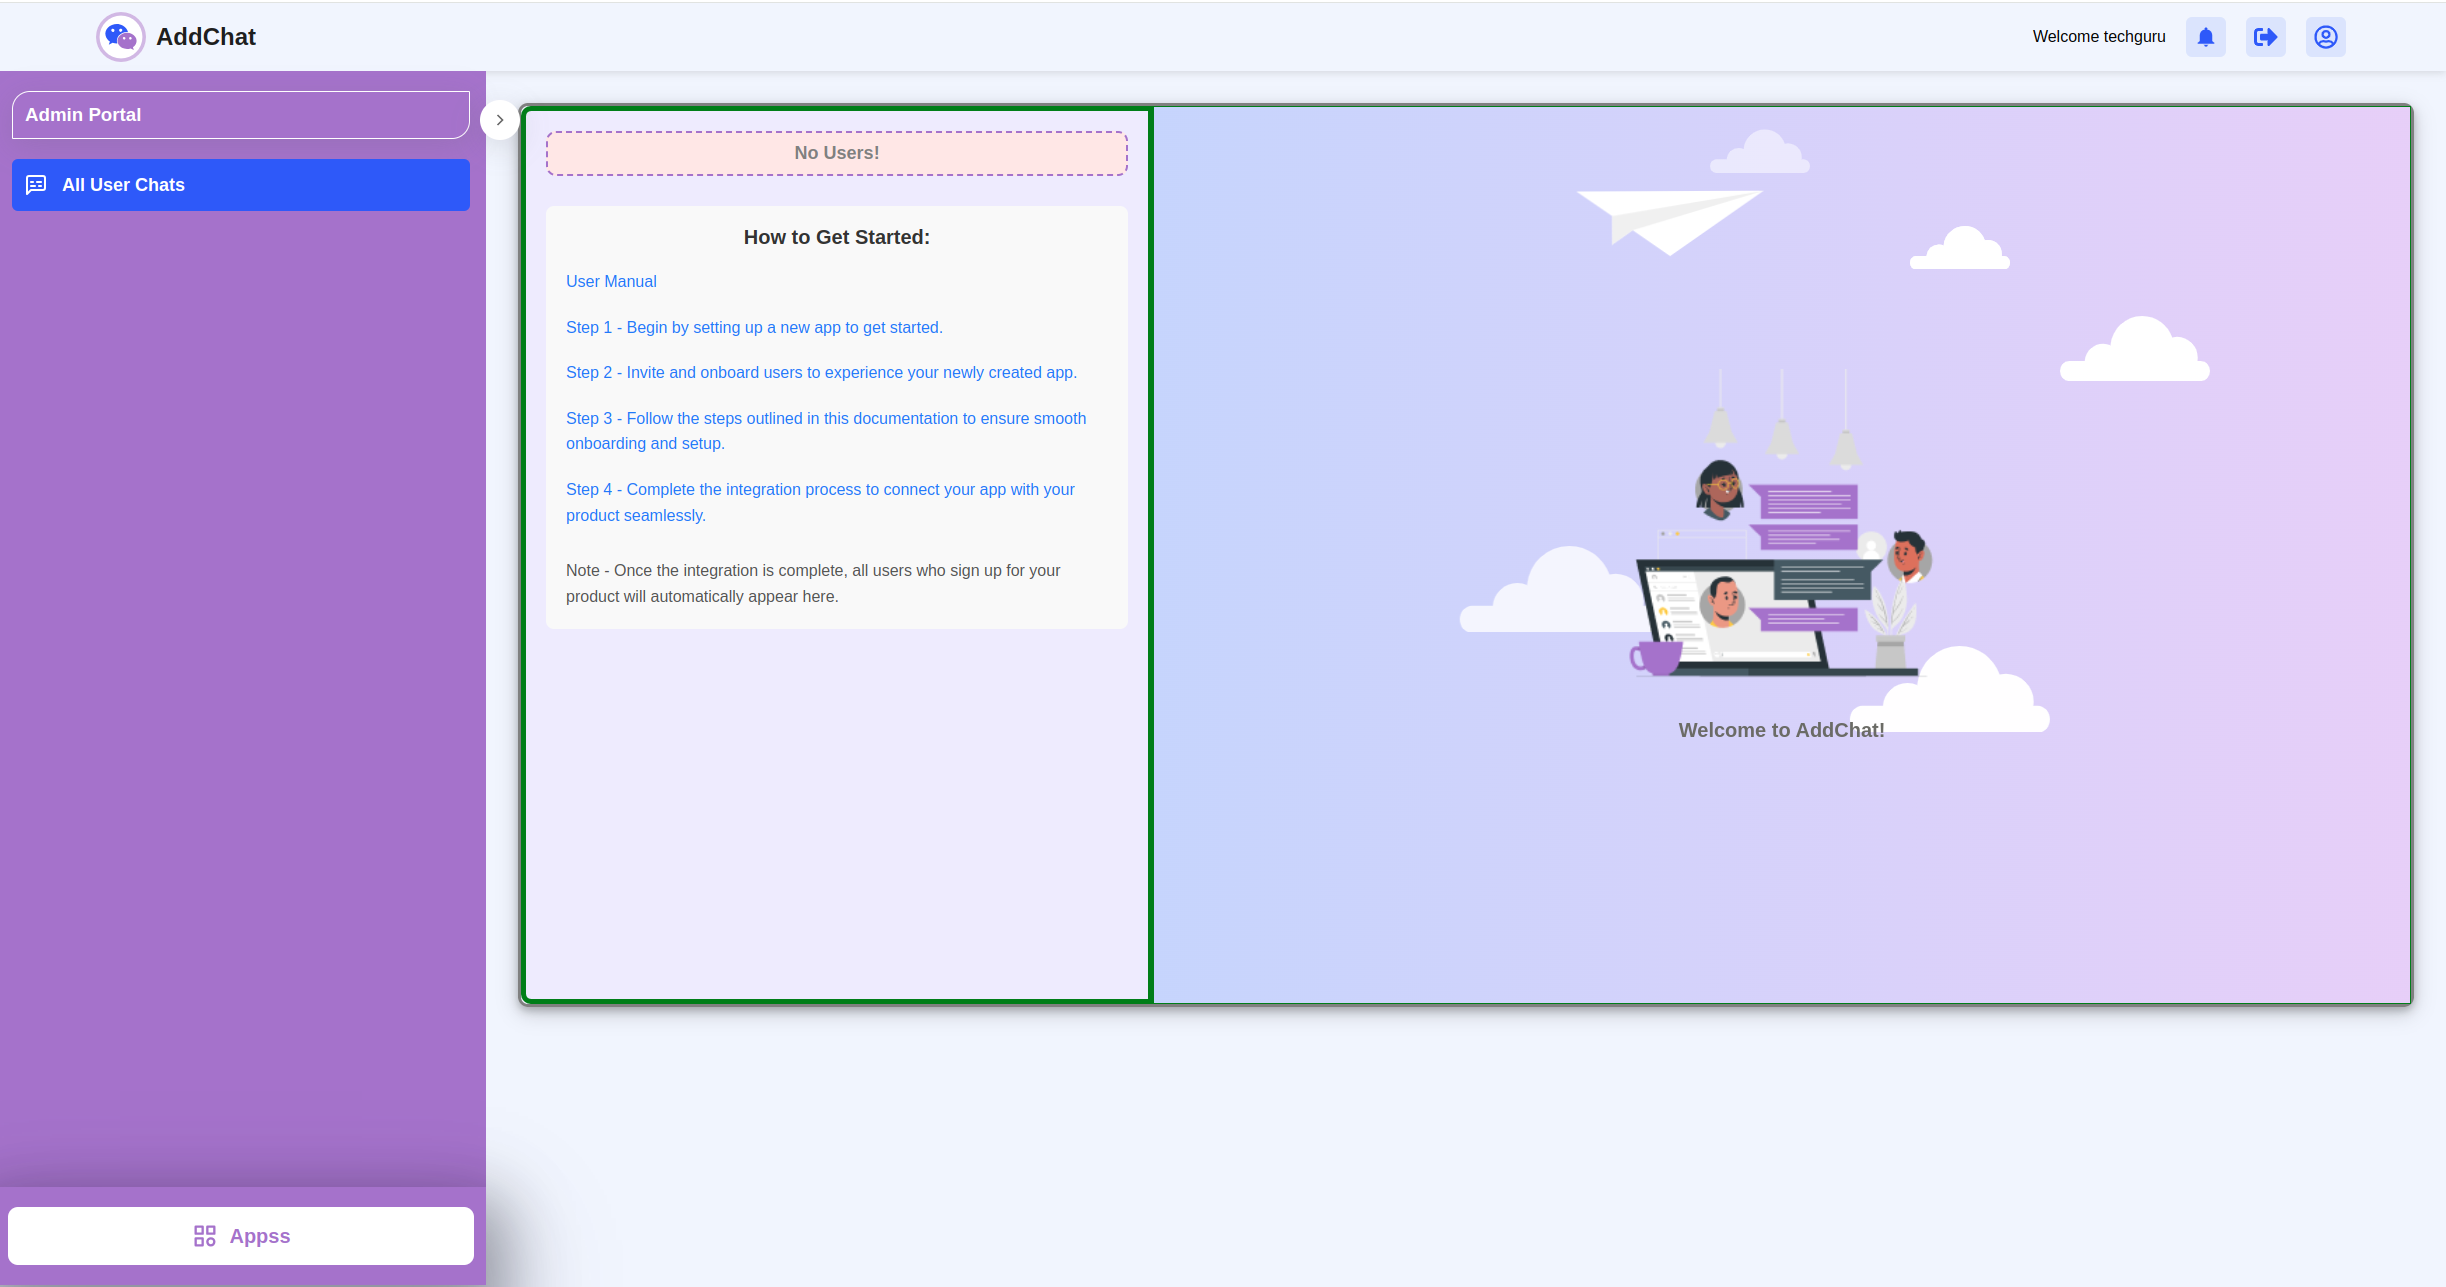 AddChat
Welcome techguru
Admin Portal
All User Chats
No Users!
How to Get Started:
User Manual
Step 1 - Begin by setting up a new app to get started.
Step 2 - Invite and onboard users to experience your newly created app.
Step 3 - Follow the steps outlined in this documentation to ensure smooth
onboarding and setup.
Step 4 - Complete the integration process to connect your app with your
product seamlessly.
Note - Once the integration is complete, all users who sign up for your
product will automatically appear here.
Welcome to AddChat!
Appss